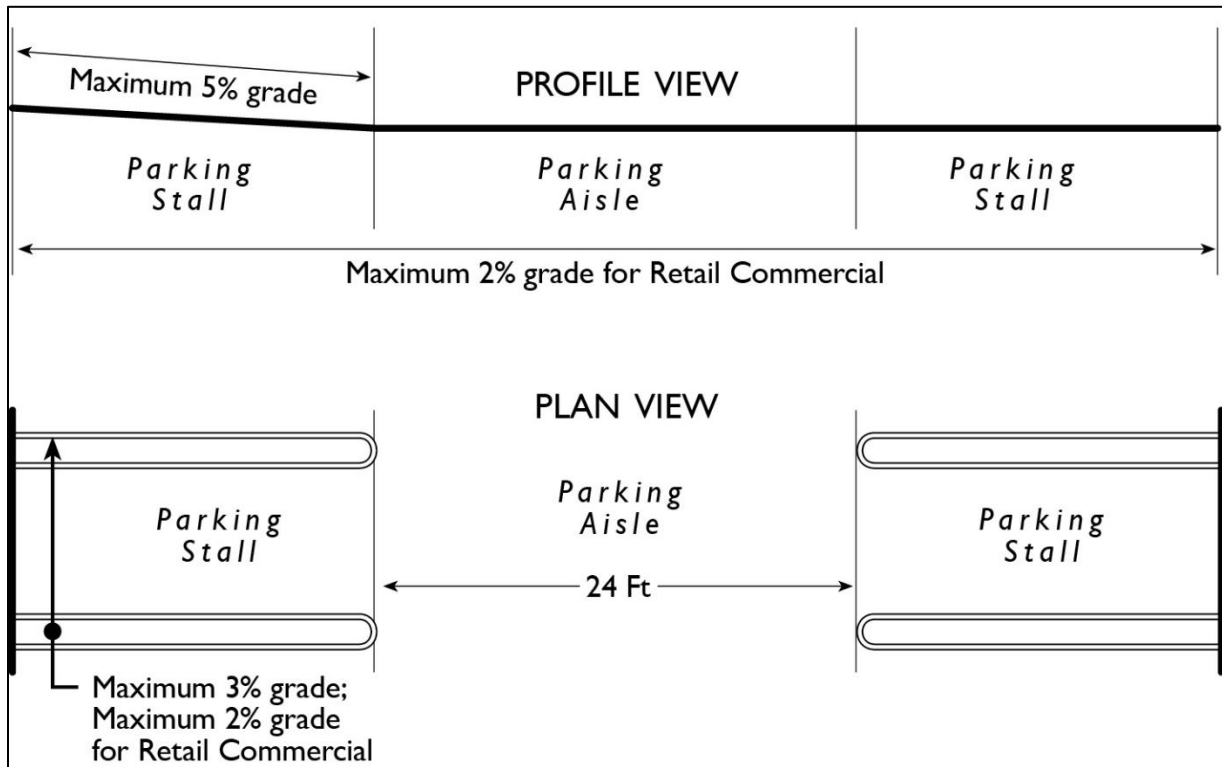 Maximum 5% grade
PROFILE VIEW
Parking
Stall
Parking
Aisle
Parking
Stall
Maximum 2% grade for Retail Commercial
PLAN VIEW
Parking
Stall
Parking
Aisle
Parking
Stall
24 Ft
Maximum 3% grade;
Maximum 2% grade
for Retail Commercial